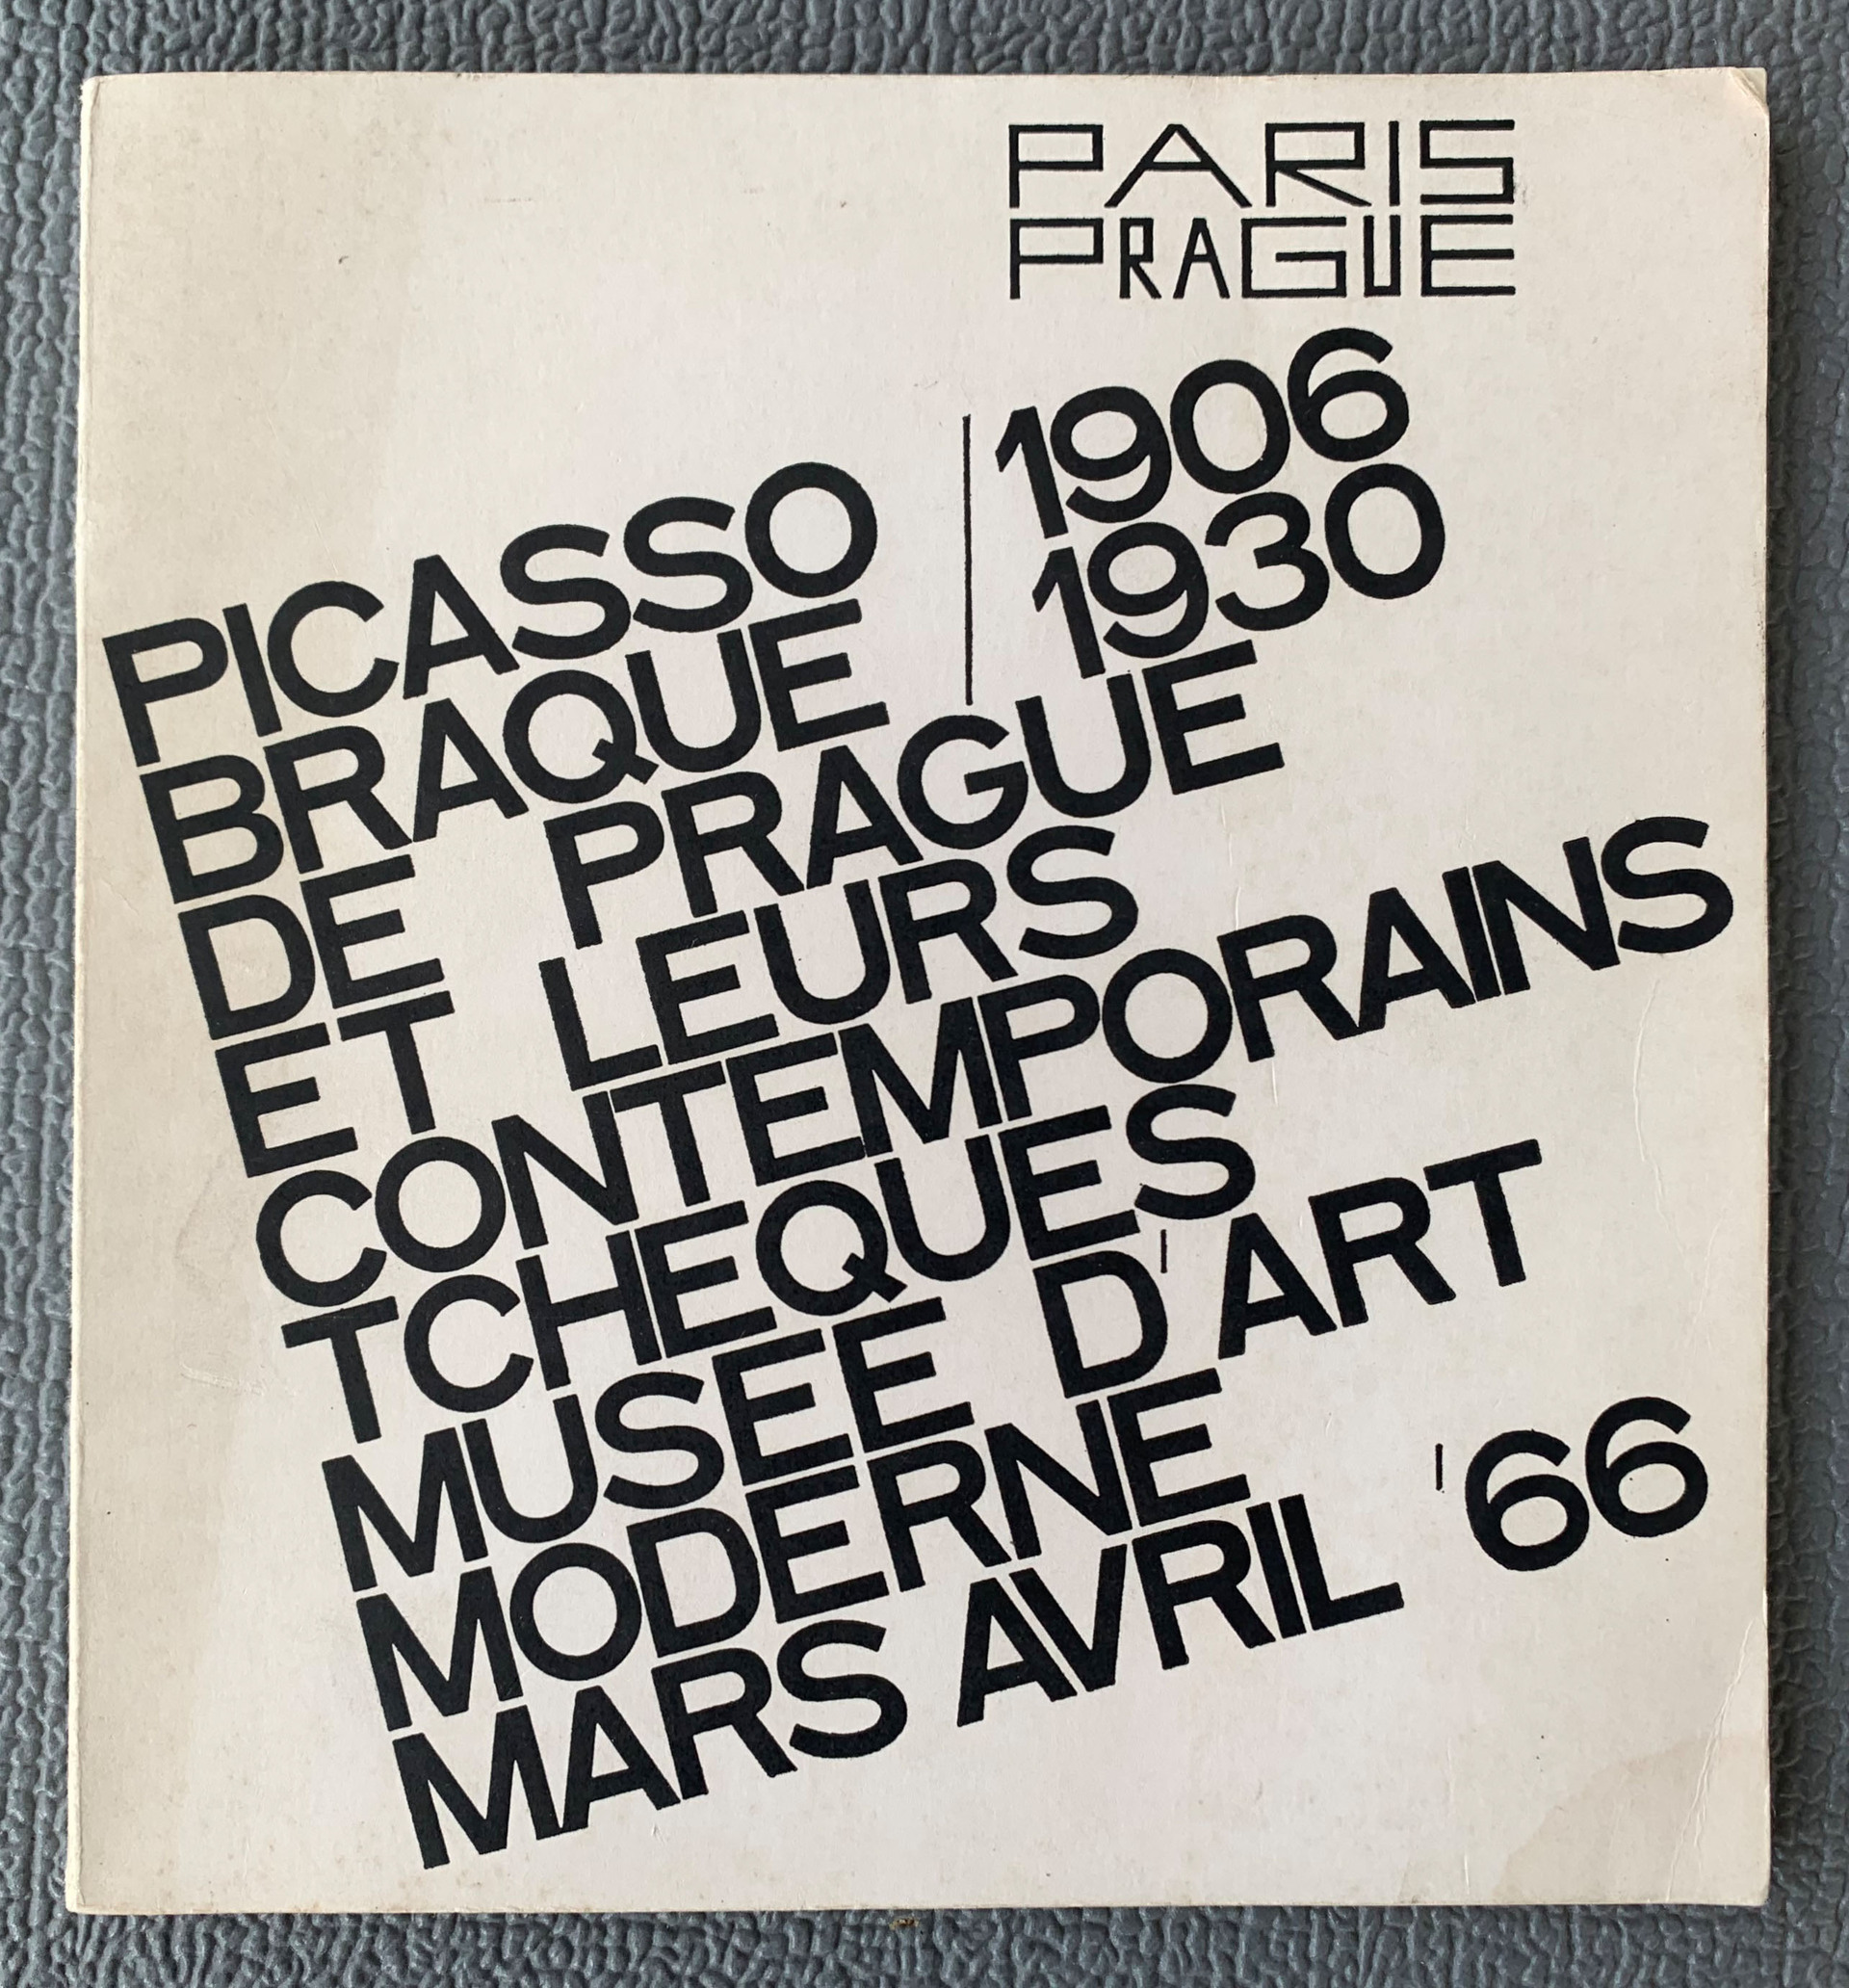 PARIS
PRAGUE
1906
1930
PICASSO
BRAQUE
DE PRAGUE
ET LEURS
CONTEMPORAINS
TCHEQUES
MUSEE D'ART
MODERNE
MARS AVRIL '66